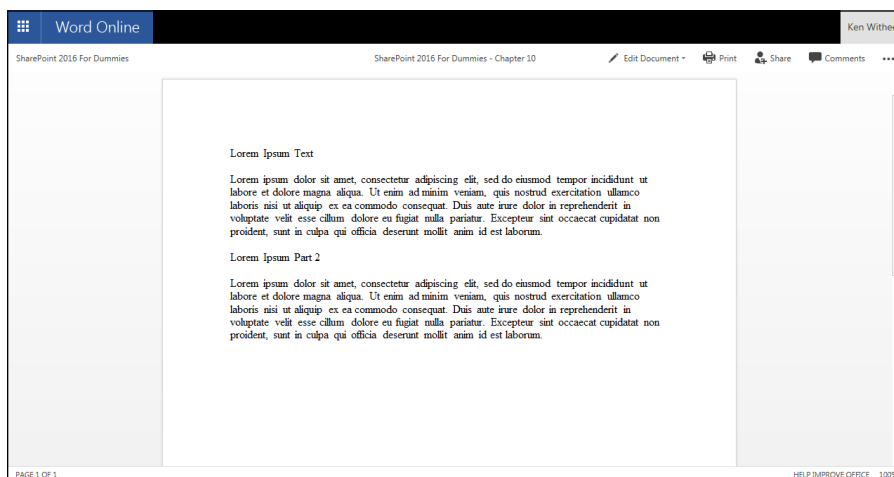 Word Online
Ken Wither
SharePoint 2016 For Dummies
SharePoint 2016 For Dummies - Chapter 10
Edit Document
Print
Share
Comments
Lorem Ipsum Text
Lorem ipsum dolor sit amet, consectetur adipiscing elit, sed do eiusmod tempor incididunt ut
labore et dolore magna aliqua. Ut enim ad minim veniam, quis nostrud exercitation ullamco
laboris nisi ut aliquip ex ea commodo consequat. Duis aute irure dolor in reprehenderit in
voluptate velit esse cillum dolore eu fugiat nulla pariatur. Excepteur sint occaecat cupidatat non
proident, sunt in culpa qui officia deserunt mollit anim id est laborum.
Lorem Ipsum Part 2
Lorem ipsum dolor sit amet, consectetur adipiscing elit, sed do eiusmod tempor incididunt ut
labore et dolore magna aliqua. Ut enim ad minim veniam, quis nostrud exercitation ullamco
laboris nisi ut aliquip ex ea commodo consequat. Duis aute irure dolor in reprehenderit in
voluptate velit esse cillum dolore eu fugiat nulla pariatur. Excepteur sint occaecat cupidatat non
proident, sunt in culpa qui officia deserunt mollit anim id est laborum.
PAGE 1 OF 1
HELP IMPROVE OFFICE
100%